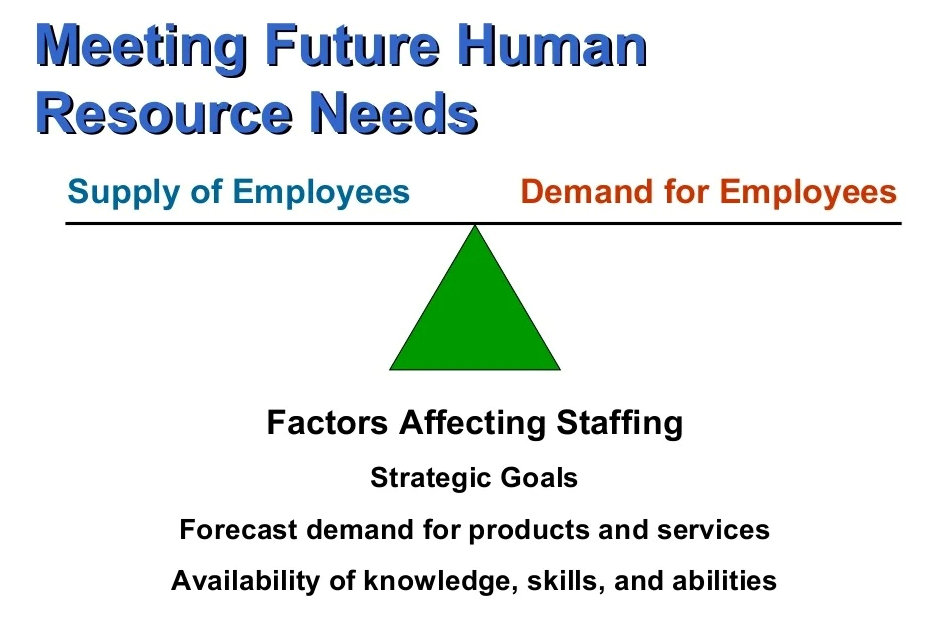 Meeting Future Human
Resource Needs
Supply of Employees
Demand for Employees
Factors Affecting Staffing
Strategic Goals
Forecast demand for products and services
Availability of knowledge, skills, and abilities